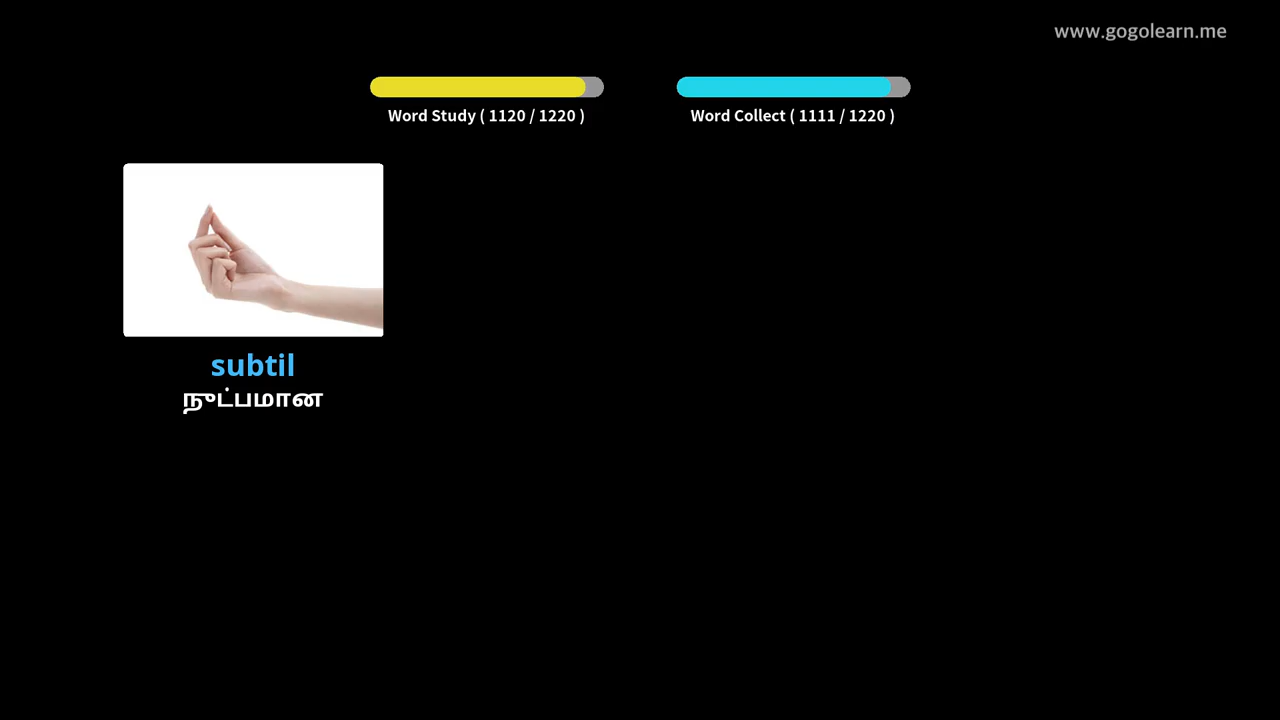 www.gogolearn.me
Word Study ( 1120 / 1220 )
Word Collect ( 1111 / 1220 )
subtil
நுட்பமான